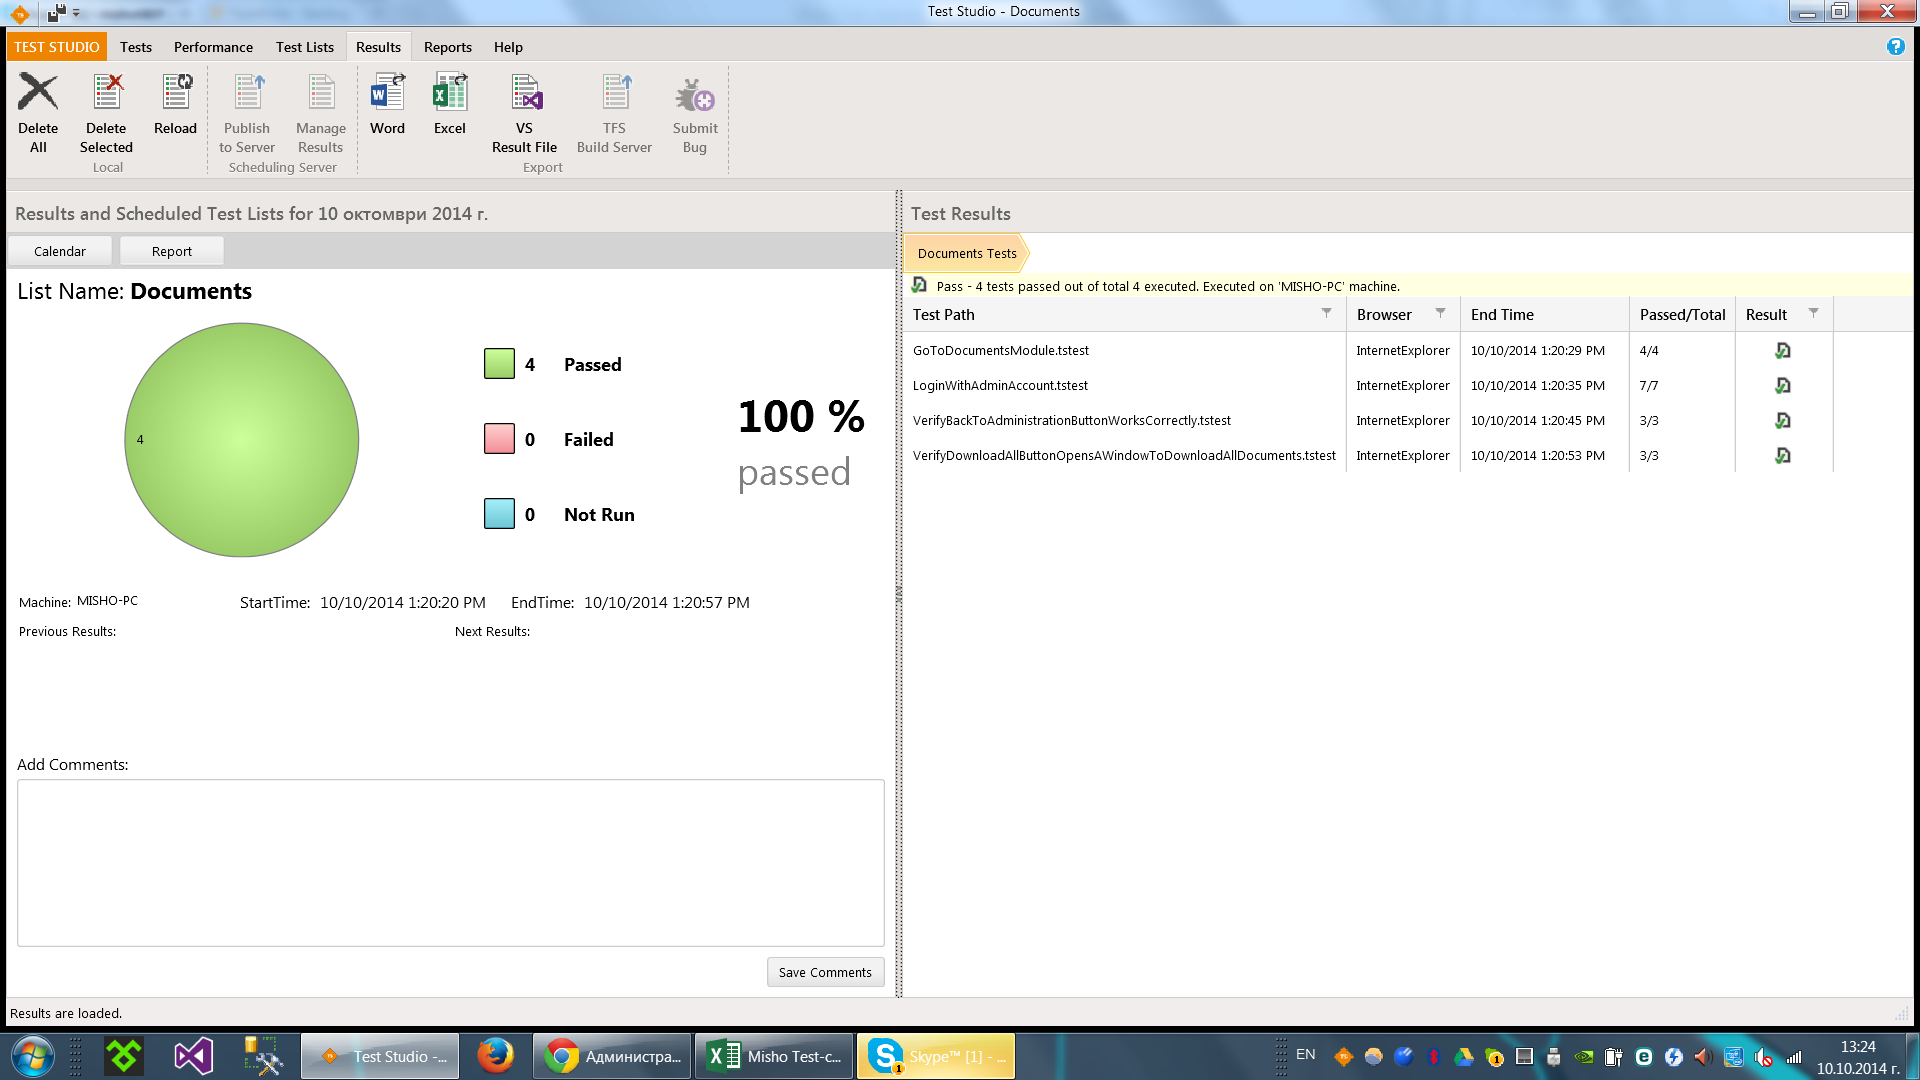 Test Studio - Documents
TEST STUDIO
Tests
Performance
Test Lists
Results
Reports
Help
Delete All
Delete Selected
Reload
Local
Publish to Server
Manage Results
Scheduling Server
Word
Excel
VS Result File
TFS Build Server
Submit Bug
Export
Results and Scheduled Test Lists for 10 октомври 2014 г.
Calendar
Report
List Name: Documents
4
4 Passed
0 Failed
0 Not Run
100 %
passed
Machine: MISHO-PC StartTime: 10/10/2014 1:20:20 PM EndTime: 10/10/2014 1:20:57 PM
Previous Results: Next Results:
Add Comments:
Save Comments
Test Results
Documents Tests
Pass - 4 tests passed out of total 4 executed. Executed on 'MISHO-PC' machine.
Test Path Browser End Time Passed/Total Result
GoToDocumentsModule.tstest InternetExplorer 10/10/2014 1:20:29 PM 4/4
LoginWithAdminAccount.tstest InternetExplorer 10/10/2014 1:20:35 PM 7/7
VerifyBackToAdministrationButtonWorksCorrectly.tstest InternetExplorer 10/10/2014 1:20:45 PM 3/3
VerifyDownloadAllButtonOpensAWindowToDownloadAllDocuments.tstest InternetExplorer 10/10/2014 1:20:53 PM 3/3
Results are loaded.
Test Studio -...
Администра...
Misho Test-c...
Skype™ [1] - ...
EN
13:24
10.10.2014 г.